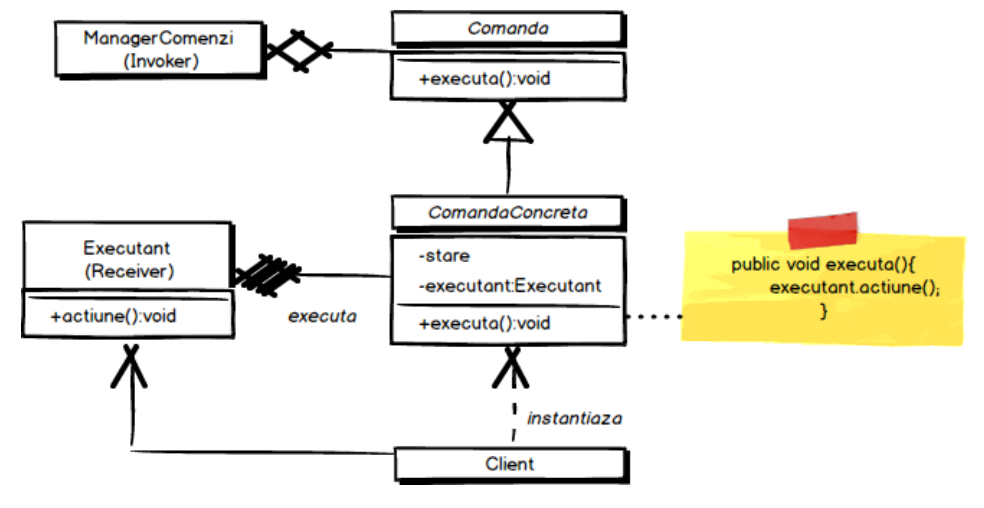 ManagerComenzi
(Invoker)
Comanda
+executa():void
ComandaConcreta
-stare
-executant:Executant
+executa():void
Executant
(Receiver)
+actiune():void
executa
public void executa(){
executant.actiune();
}
instantiaza
Client